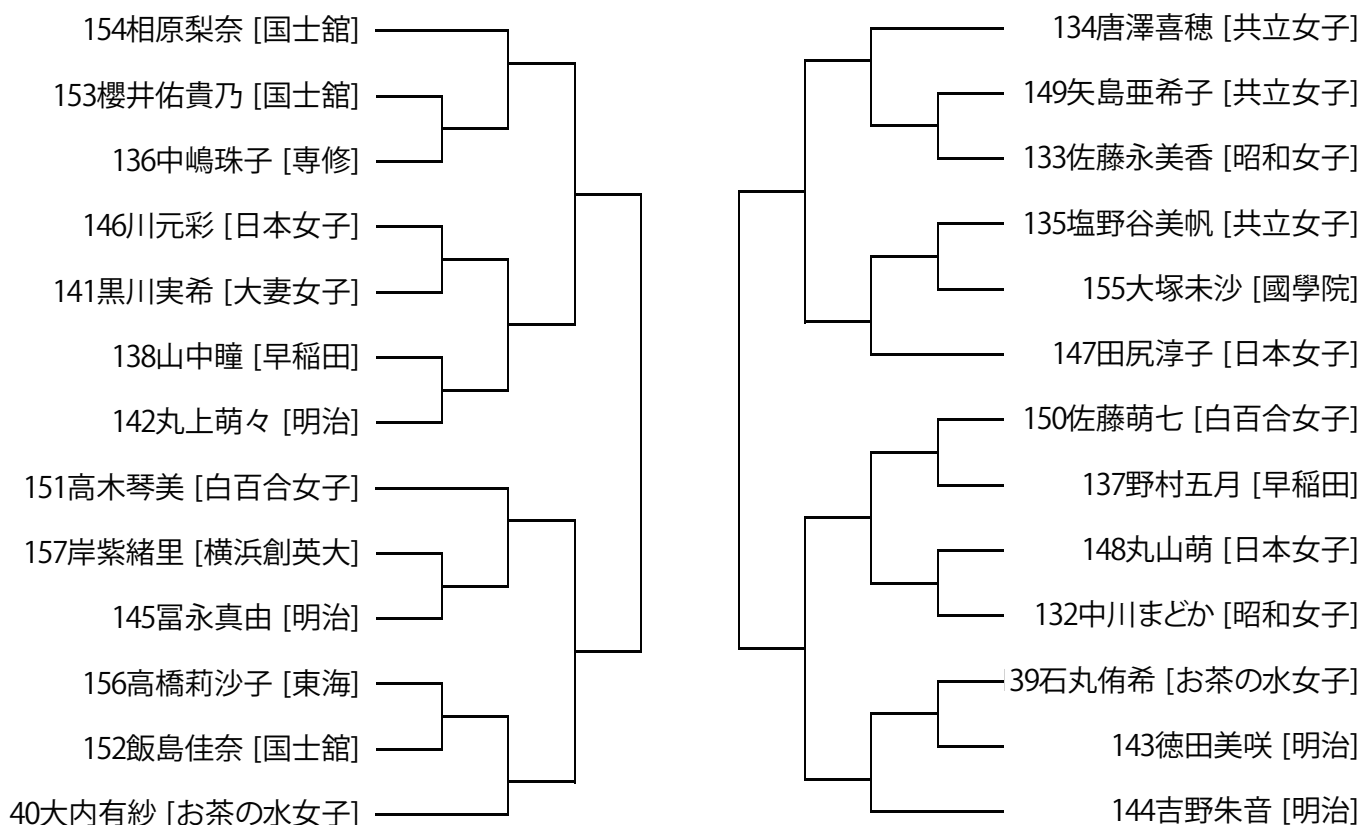 154相原梨奈 [国士舘]
153櫻井佑貴乃 [国士舘]
136中嶋珠子 [専修]
146川元彩 [日本女子]
141黒川実希 [大妻女子]
138山中瞳 [早稲田]
142丸上萌々 [明治]
151高木琴美 [白百合女子]
157岸紫緒里 [横浜創英大]
145冨永真由 [明治]
156高橋莉沙子 [東海]
152飯島佳奈 [国士舘]
40大内有紗 [お茶の水女子]
134唐澤喜穂 [共立女子]
149矢島亜希子 [共立女子]
133佐藤永美香 [昭和女子]
135塩野谷美帆 [共立女子]
155大塚未沙 [國學院]
147田尻淳子 [日本女子]
150佐藤萌七 [白百合女子]
137野村五月 [早稲田]
148丸山萌 [日本女子]
132中川まどか [昭和女子]
39石丸侑希 [お茶の水女子]
143徳田美咲 [明治]
144吉野朱音 [明治]